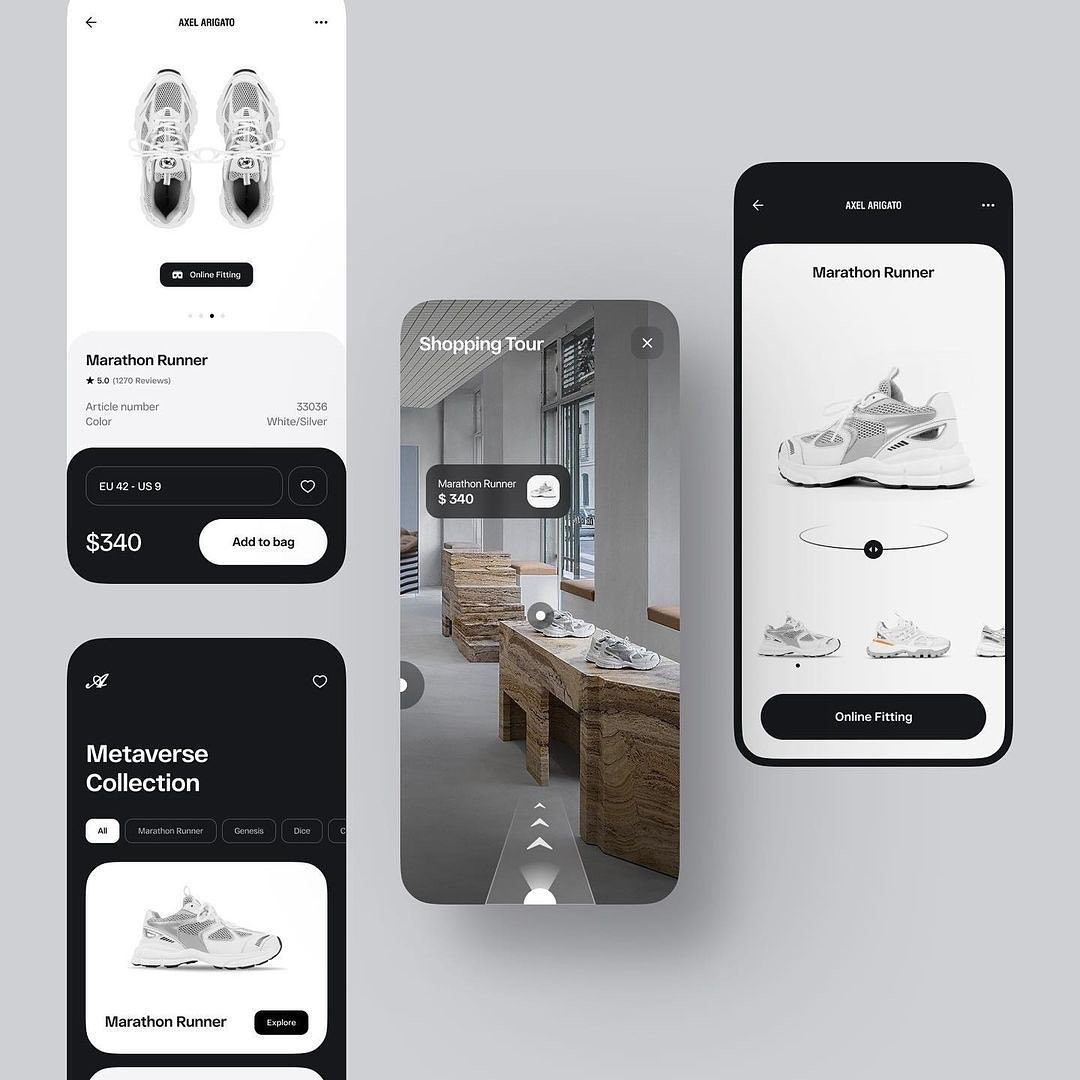 AXEL ARIGATO
Online Fitting
Marathon Runner
★ 5.0 (1270 Reviews)
Article number 33036
Color White/Silver
EU 42 - US 9
$340
Add to bag
Metaverse
Collection
All
Marathon Runner
Genesis
Dice
Marathon Runner
Explore
Shopping Tour
Marathon Runner
$ 340
AXEL ARIGATO
Marathon Runner
Online Fitting